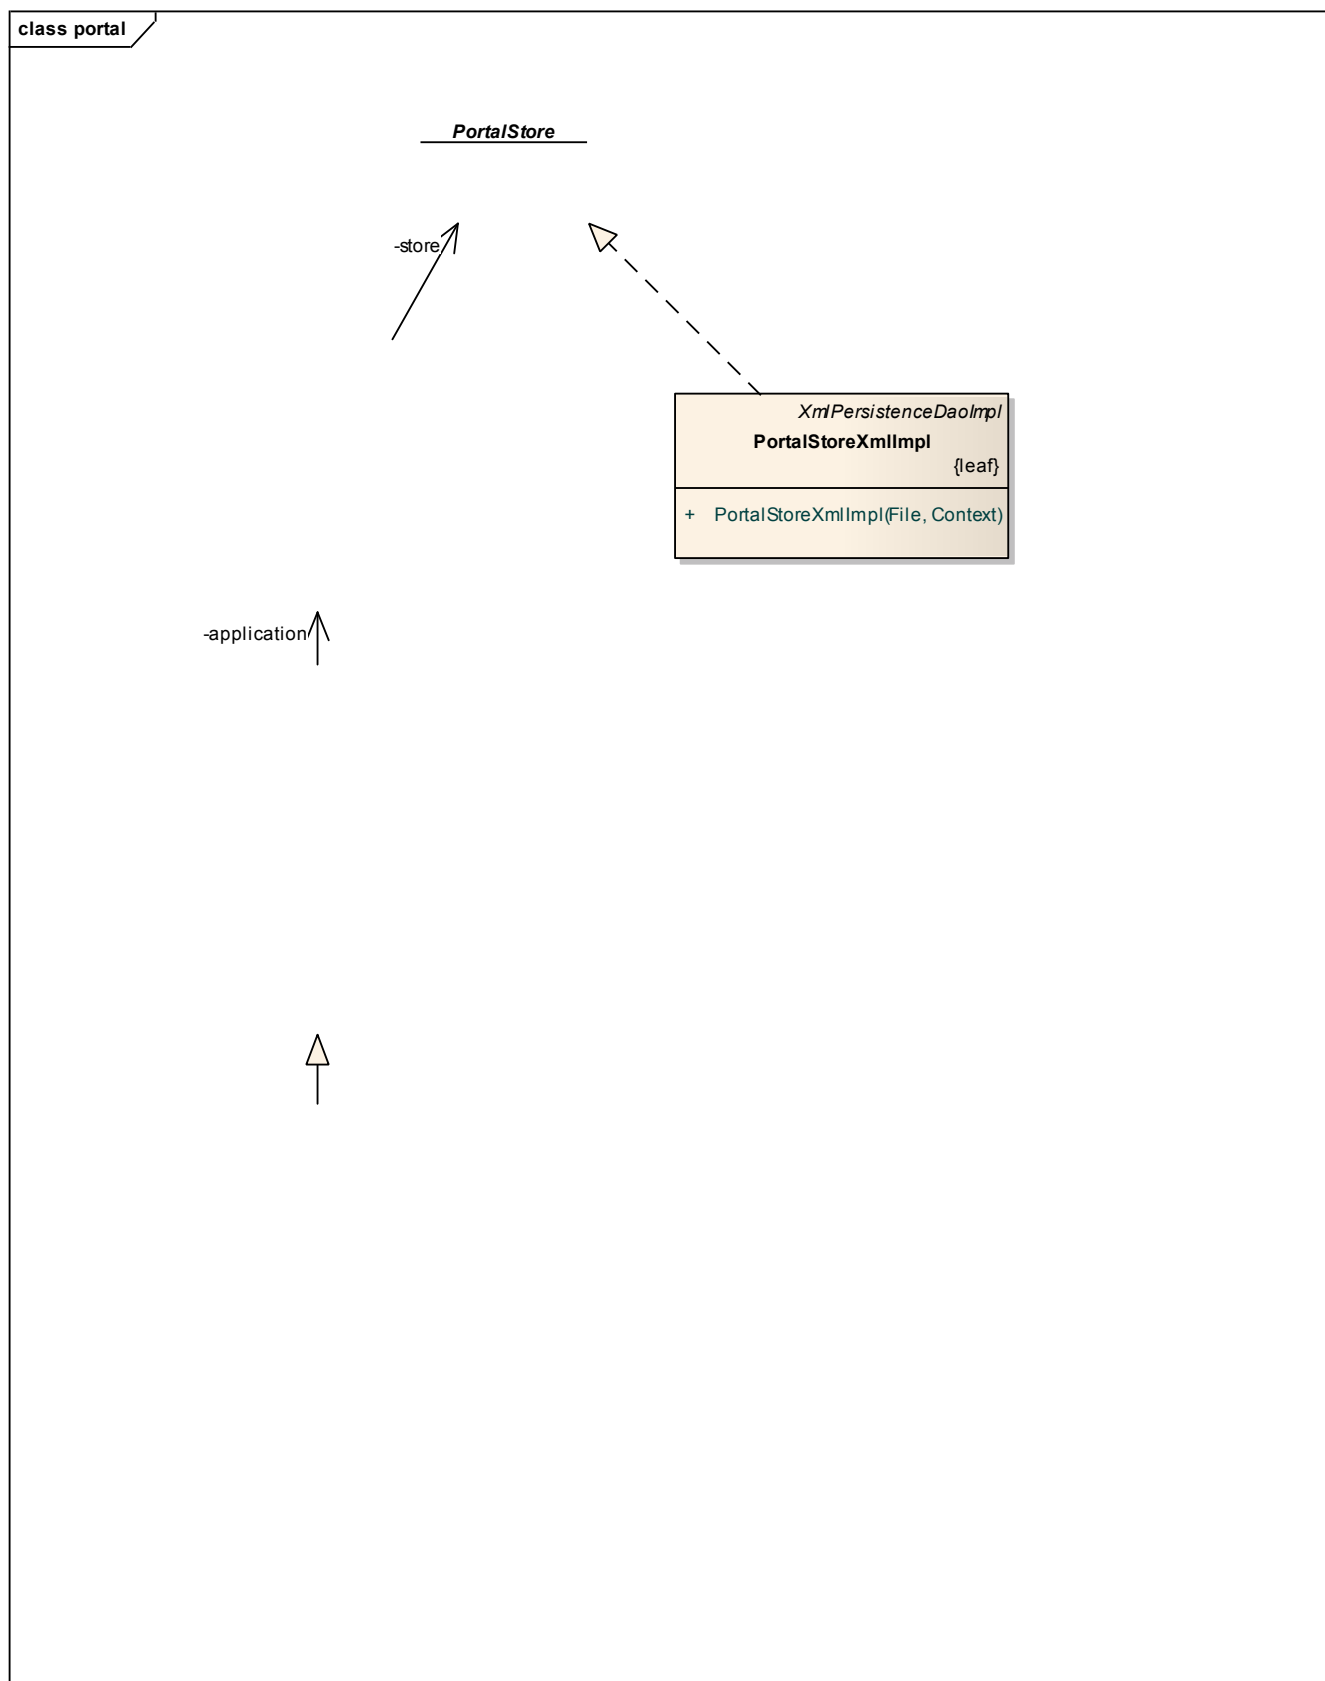 class portal
PortalStore
-store
XmlPersistenceDaoImpl
PortalStoreXmlImpl
{leaf}
+ PortalStoreXmlImpl(File, Context)
-application